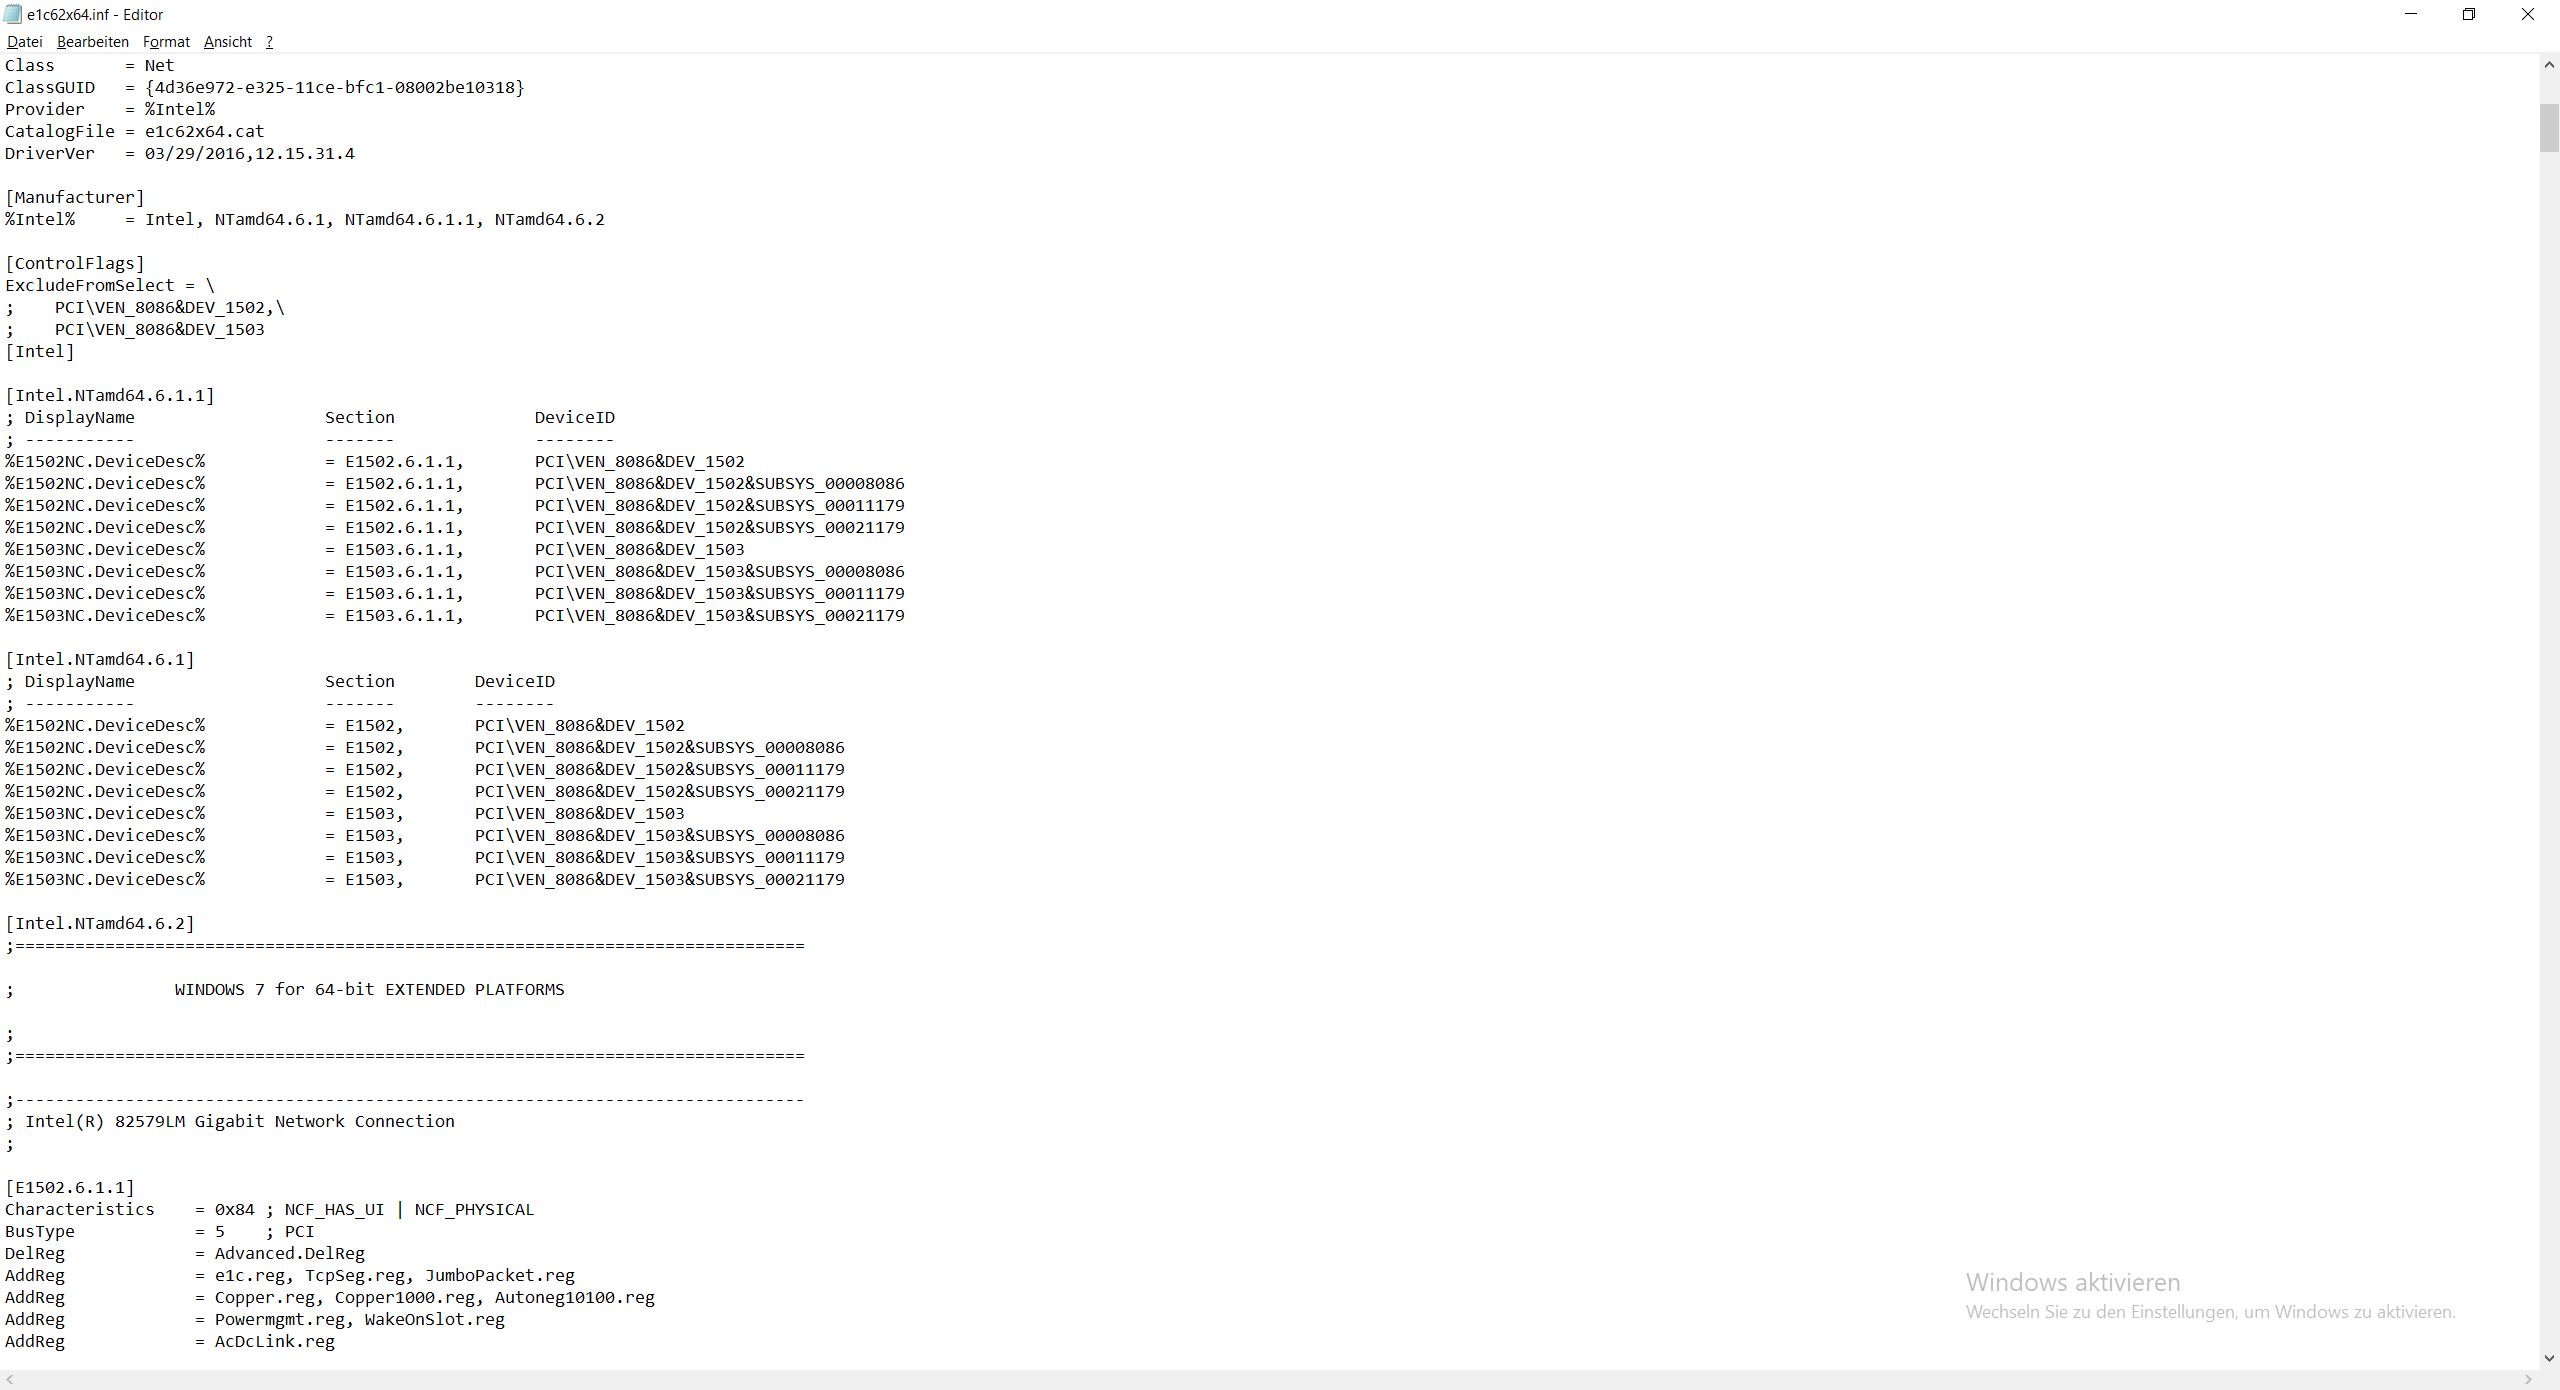 e1c62x64.inf - Editor
Datei Bearbeiten Format Ansicht ?
Class       = Net
ClassGUID   = {4d36e972-e325-11ce-bfc1-08002be10318}
Provider    = %Intel%
CatalogFile = e1c62x64.cat
DriverVer   = 03/29/2016,12.15.31.4
[Manufacturer]
%Intel%     = Intel, NTamd64.6.1, NTamd64.6.1.1, NTamd64.6.2
[ControlFlags]
ExcludeFromSelect = \
;    PCI\VEN_8086&DEV_1502,\
;    PCI\VEN_8086&DEV_1503
[Intel]
[Intel.NTamd64.6.1.1]
; DisplayName                   Section              DeviceID
; -----------                   -------              --------
%E1502NC.DeviceDesc%            = E1502.6.1.1,       PCI\VEN_8086&DEV_1502
%E1502NC.DeviceDesc%            = E1502.6.1.1,       PCI\VEN_8086&DEV_1502&SUBSYS_00008086
%E1502NC.DeviceDesc%            = E1502.6.1.1,       PCI\VEN_8086&DEV_1502&SUBSYS_00011179
%E1502NC.DeviceDesc%            = E1502.6.1.1,       PCI\VEN_8086&DEV_1502&SUBSYS_00021179
%E1503NC.DeviceDesc%            = E1503.6.1.1,       PCI\VEN_8086&DEV_1503
%E1503NC.DeviceDesc%            = E1503.6.1.1,       PCI\VEN_8086&DEV_1503&SUBSYS_00008086
%E1503NC.DeviceDesc%            = E1503.6.1.1,       PCI\VEN_8086&DEV_1503&SUBSYS_00011179
%E1503NC.DeviceDesc%            = E1503.6.1.1,       PCI\VEN_8086&DEV_1503&SUBSYS_00021179
[Intel.NTamd64.6.1]
; DisplayName                   Section        DeviceID
; -----------                   -------        --------
%E1502NC.DeviceDesc%            = E1502,       PCI\VEN_8086&DEV_1502
%E1502NC.DeviceDesc%            = E1502,       PCI\VEN_8086&DEV_1502&SUBSYS_00008086
%E1502NC.DeviceDesc%            = E1502,       PCI\VEN_8086&DEV_1502&SUBSYS_00011179
%E1502NC.DeviceDesc%            = E1502,       PCI\VEN_8086&DEV_1502&SUBSYS_00021179
%E1503NC.DeviceDesc%            = E1503,       PCI\VEN_8086&DEV_1503
%E1503NC.DeviceDesc%            = E1503,       PCI\VEN_8086&DEV_1503&SUBSYS_00008086
%E1503NC.DeviceDesc%            = E1503,       PCI\VEN_8086&DEV_1503&SUBSYS_00011179
%E1503NC.DeviceDesc%            = E1503,       PCI\VEN_8086&DEV_1503&SUBSYS_00021179
[Intel.NTamd64.6.2]
;===============================================================================
;                WINDOWS 7 for 64-bit EXTENDED PLATFORMS
;
;===============================================================================
;-------------------------------------------------------------------------------
; Intel(R) 82579LM Gigabit Network Connection
;
[E1502.6.1.1]
Characteristics    = 0x84 ; NCF_HAS_UI | NCF_PHYSICAL
BusType            = 5    ; PCI
DelReg             = Advanced.DelReg
AddReg             = e1c.reg, TcpSeg.reg, JumboPacket.reg
AddReg             = Copper.reg, Copper1000.reg, Autoneg10100.reg
AddReg             = Powermgmt.reg, WakeOnSlot.reg
AddReg             = AcDcLink.reg
Windows aktivieren
Wechseln Sie zu den Einstellungen, um Windows zu aktivieren.